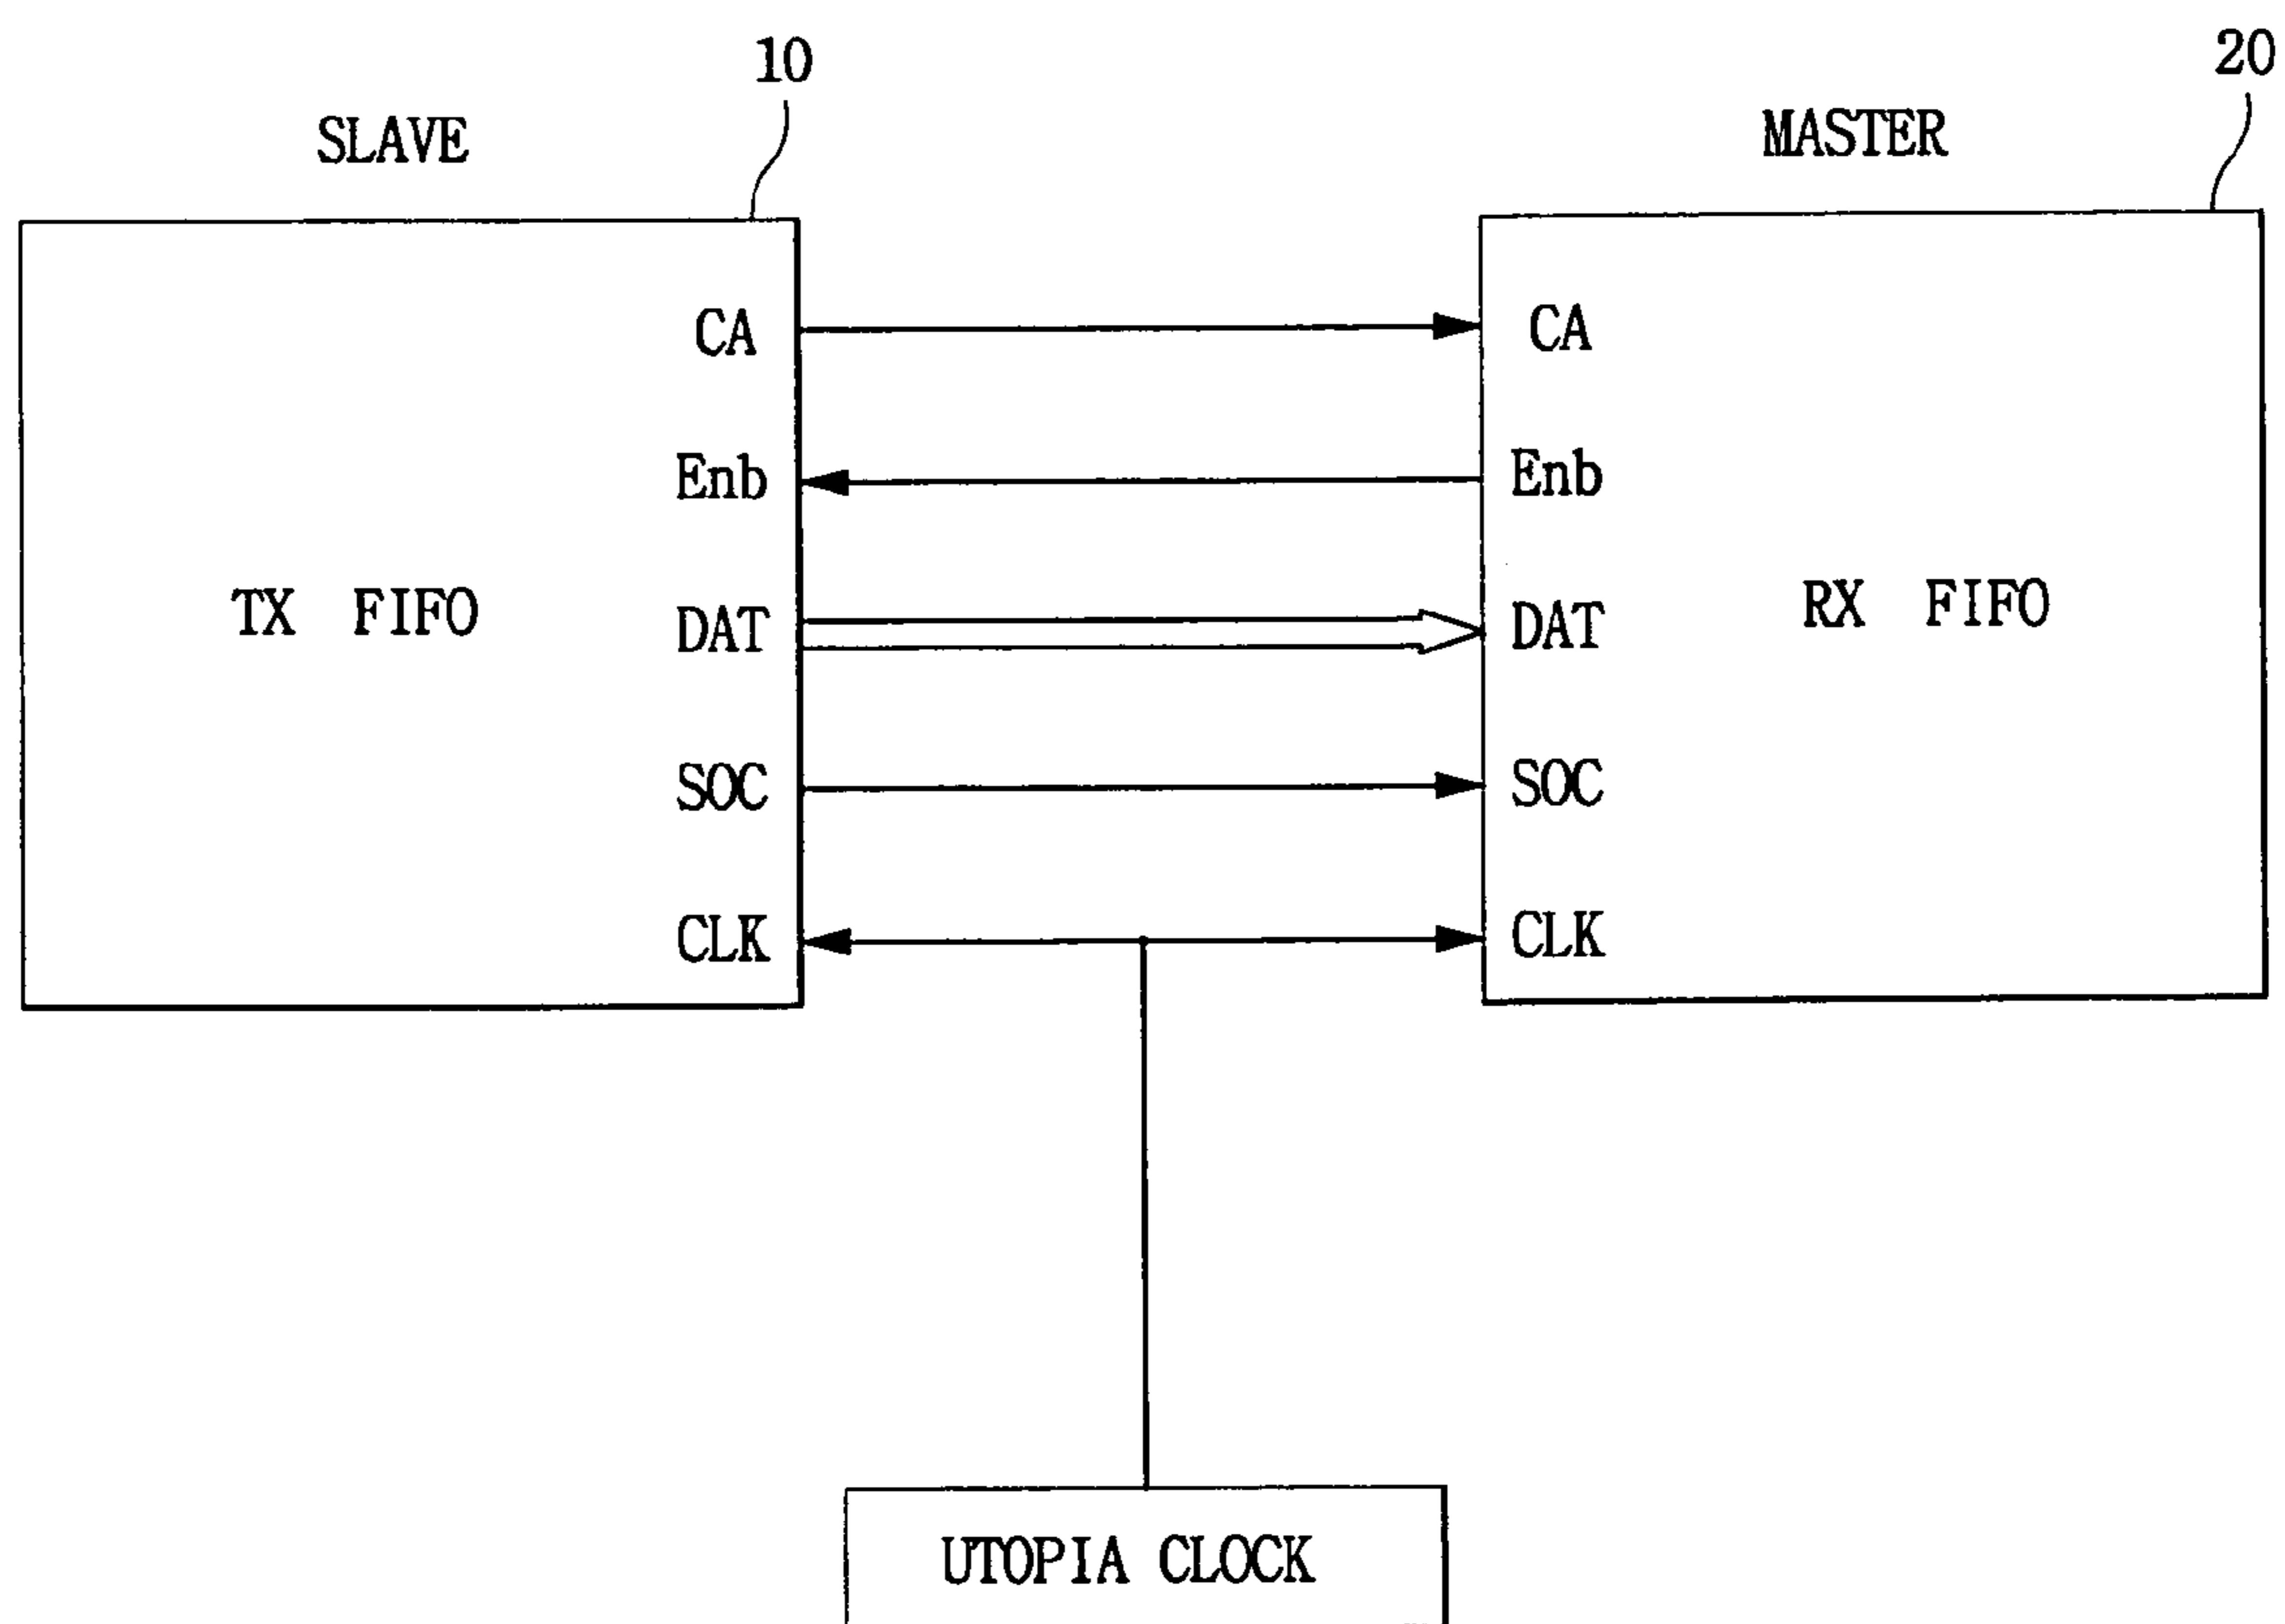 10
20
SLAVE
MASTER
CA
CA
Enb
Enb
TX FIFO
DAT
DAT
RX FIFO
SOC
SOC
CLK
CLK
UTOPIA CLOCK